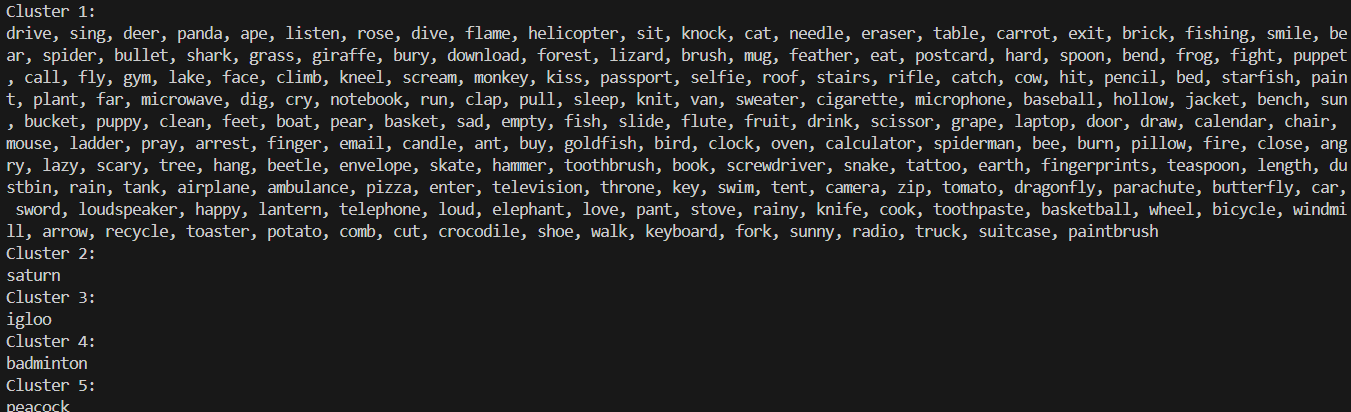 Cluster 1:
drive, sing, deer, panda, ape, listen, rose, dive, flame, helicopter, sit, knock, cat, needle, eraser, table, carrot, exit, brick, fishing, smile, be
ar, spider, bullet, shark, grass, giraffe, bury, download, forest, lizard, brush, mug, feather, eat, postcard, hard, spoon, bend, frog, fight, puppet
, call, fly, gym, lake, face, climb, kneel, scream, monkey, kiss, passport, selfie, roof, stairs, rifle, catch, cow, hit, pencil, bed, starfish, pain
t, plant, far, microwave, dig, cry, notebook, run, clap, pull, sleep, knit, van, sweater, cigarette, microphone, baseball, hollow, jacket, bench, sun
, bucket, puppy, clean, feet, boat, pear, basket, sad, empty, fish, slide, flute, fruit, drink, scissor, grape, laptop, door, draw, calendar, chair,
mouse, ladder, pray, arrest, finger, email, candle, ant, buy, goldfish, bird, clock, oven, calculator, spiderman, bee, burn, pillow, fire, close, ang
ry, lazy, scary, tree, hang, beetle, envelope, skate, hammer, toothbrush, book, screwdriver, snake, tattoo, earth, fingerprints, teaspoon, length, du
stbin, rain, tank, airplane, ambulance, pizza, enter, television, throne, key, swim, tent, camera, zip, tomato, dragonfly, parachute, butterfly, car,
sword, loudspeaker, happy, lantern, telephone, loud, elephant, love, pant, stove, rainy, knife, cook, toothpaste, basketball, wheel, bicycle, windmi
ll, arrow, recycle, toaster, potato, comb, cut, crocodile, shoe, walk, keyboard, fork, sunny, radio, truck, suitcase, paintbrush
Cluster 2:
saturn
Cluster 3:
igloo
Cluster 4:
badminton
Cluster 5:
peacock